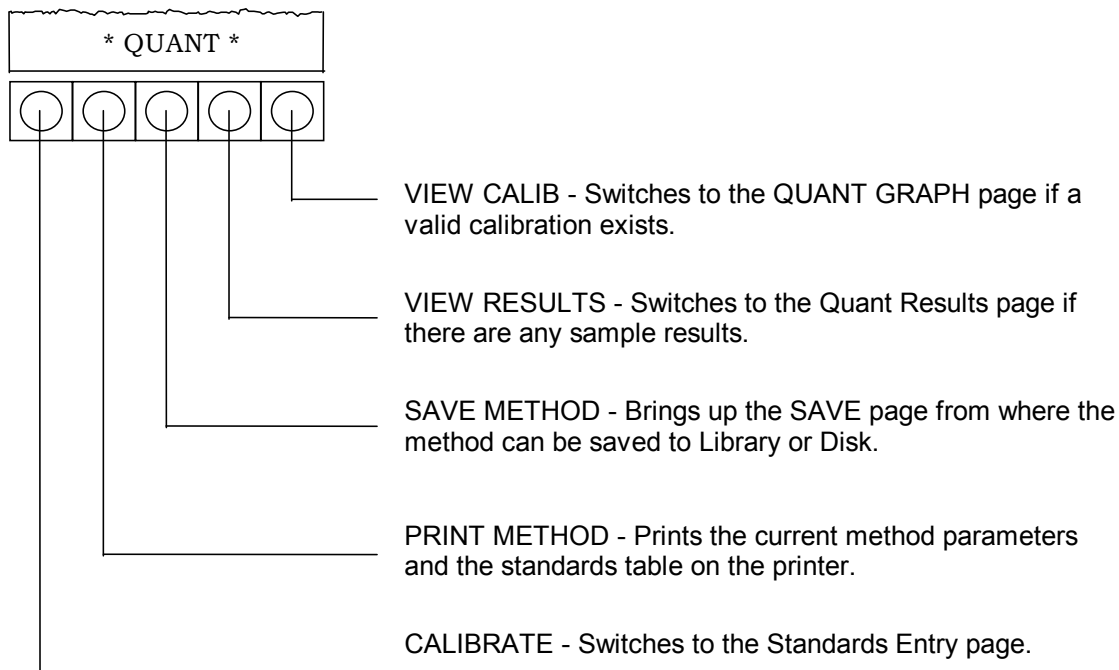 * QUANT *
VIEW CALIB - Switches to the QUANT GRAPH page if a
valid calibration exists.
VIEW RESULTS - Switches to the Quant Results page if
there are any sample results.
SAVE METHOD - Brings up the SAVE page from where the
method can be saved to Library or Disk.
PRINT METHOD - Prints the current method parameters
and the standards table on the printer.
CALIBRATE - Switches to the Standards Entry page.